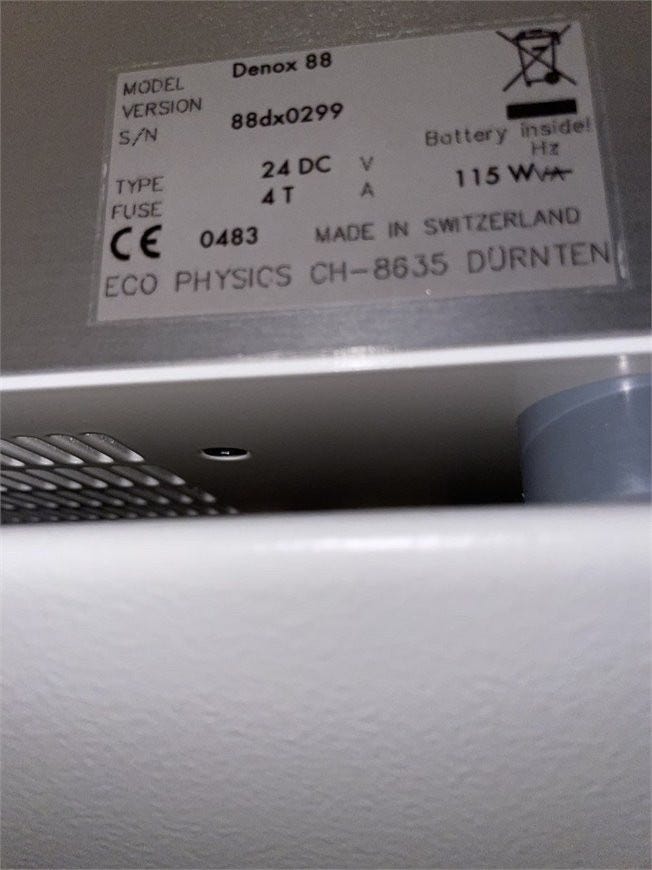 MODEL Denox 88
VERSION
S/N 88dx0299
Battery inside!
Hz
TYPE 24 DC V 115 W VA
FUSE 4 T A
CE 0483 MADE IN SWITZERLAND
ECO PHYSICS CH-8635 DÜRNTEN